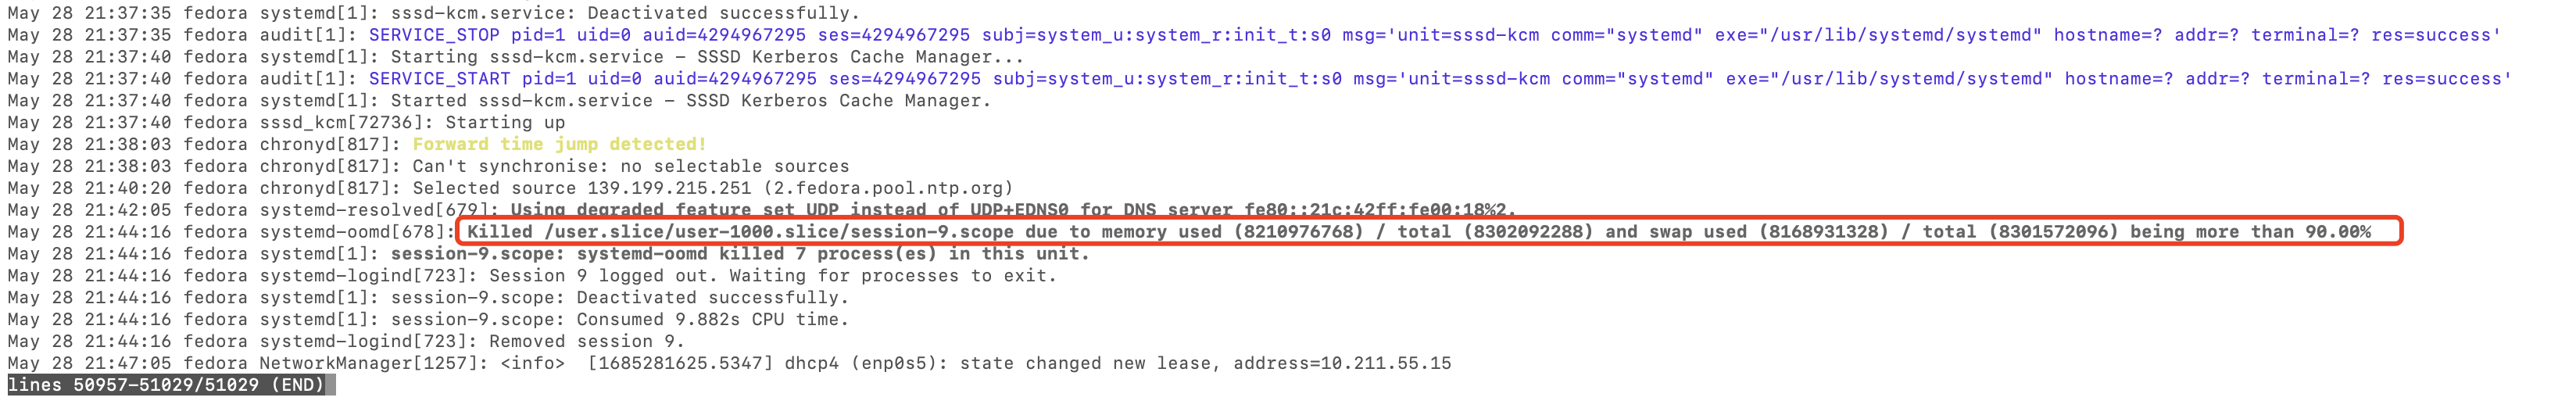 May 28 21:37:35 fedora systemd[1]: sssd-kcm.service: Deactivated successfully.
May 28 21:37:35 fedora audit[1]: SERVICE_STOP pid=1 uid=0 auid=4294967295 ses=4294967295 subj=system_u:system_r:init_t:s0 msg='unit=sssd-kcm comm="systemd" exe="/usr/lib/systemd/systemd" hostname=? addr=? terminal=? res=success'
May 28 21:37:40 fedora systemd[1]: Starting sssd-kcm.service - SSSD Kerberos Cache Manager...
May 28 21:37:40 fedora audit[1]: SERVICE_START pid=1 uid=0 auid=4294967295 ses=4294967295 subj=system_u:system_r:init_t:s0 msg='unit=sssd-kcm comm="systemd" exe="/usr/lib/systemd/systemd" hostname=? addr=? terminal=? res=success'
May 28 21:37:40 fedora systemd[1]: Started sssd-kcm.service - SSSD Kerberos Cache Manager.
May 28 21:37:40 fedora sssd_kcm[72736]: Starting up
May 28 21:38:03 fedora chronyd[817]: Forward time jump detected!
May 28 21:38:03 fedora chronyd[817]: Can't synchronise: no selectable sources
May 28 21:40:20 fedora chronyd[817]: Selected source 139.199.215.251 (2.fedora.pool.ntp.org)
May 28 21:42:05 fedora systemd-resolved[679]: Using degraded feature set UDP instead of UDP+EDNS0 for DNS server fe80::21c:42ff:fe00:18%2.
May 28 21:44:16 fedora systemd-oomd[678]: Killed /user.slice/user-1000.slice/session-9.scope due to memory used (8210976768) / total (8302092288) and swap used (8168931328) / total (8301572096) being more than 90.00%
May 28 21:44:16 fedora systemd[1]: session-9.scope: systemd-oomd killed 7 process(es) in this unit.
May 28 21:44:16 fedora systemd-logind[723]: Session 9 logged out. Waiting for processes to exit.
May 28 21:44:16 fedora systemd[1]: session-9.scope: Deactivated successfully.
May 28 21:44:16 fedora systemd[1]: session-9.scope: Consumed 9.882s CPU time.
May 28 21:44:16 fedora systemd-logind[723]: Removed session 9.
May 28 21:47:05 fedora NetworkManager[1257]: <info>  [1685281625.5347] dhcp4 (enp0s5): state changed new lease, address=10.211.55.15
lines 50957-51029/51029 (END)